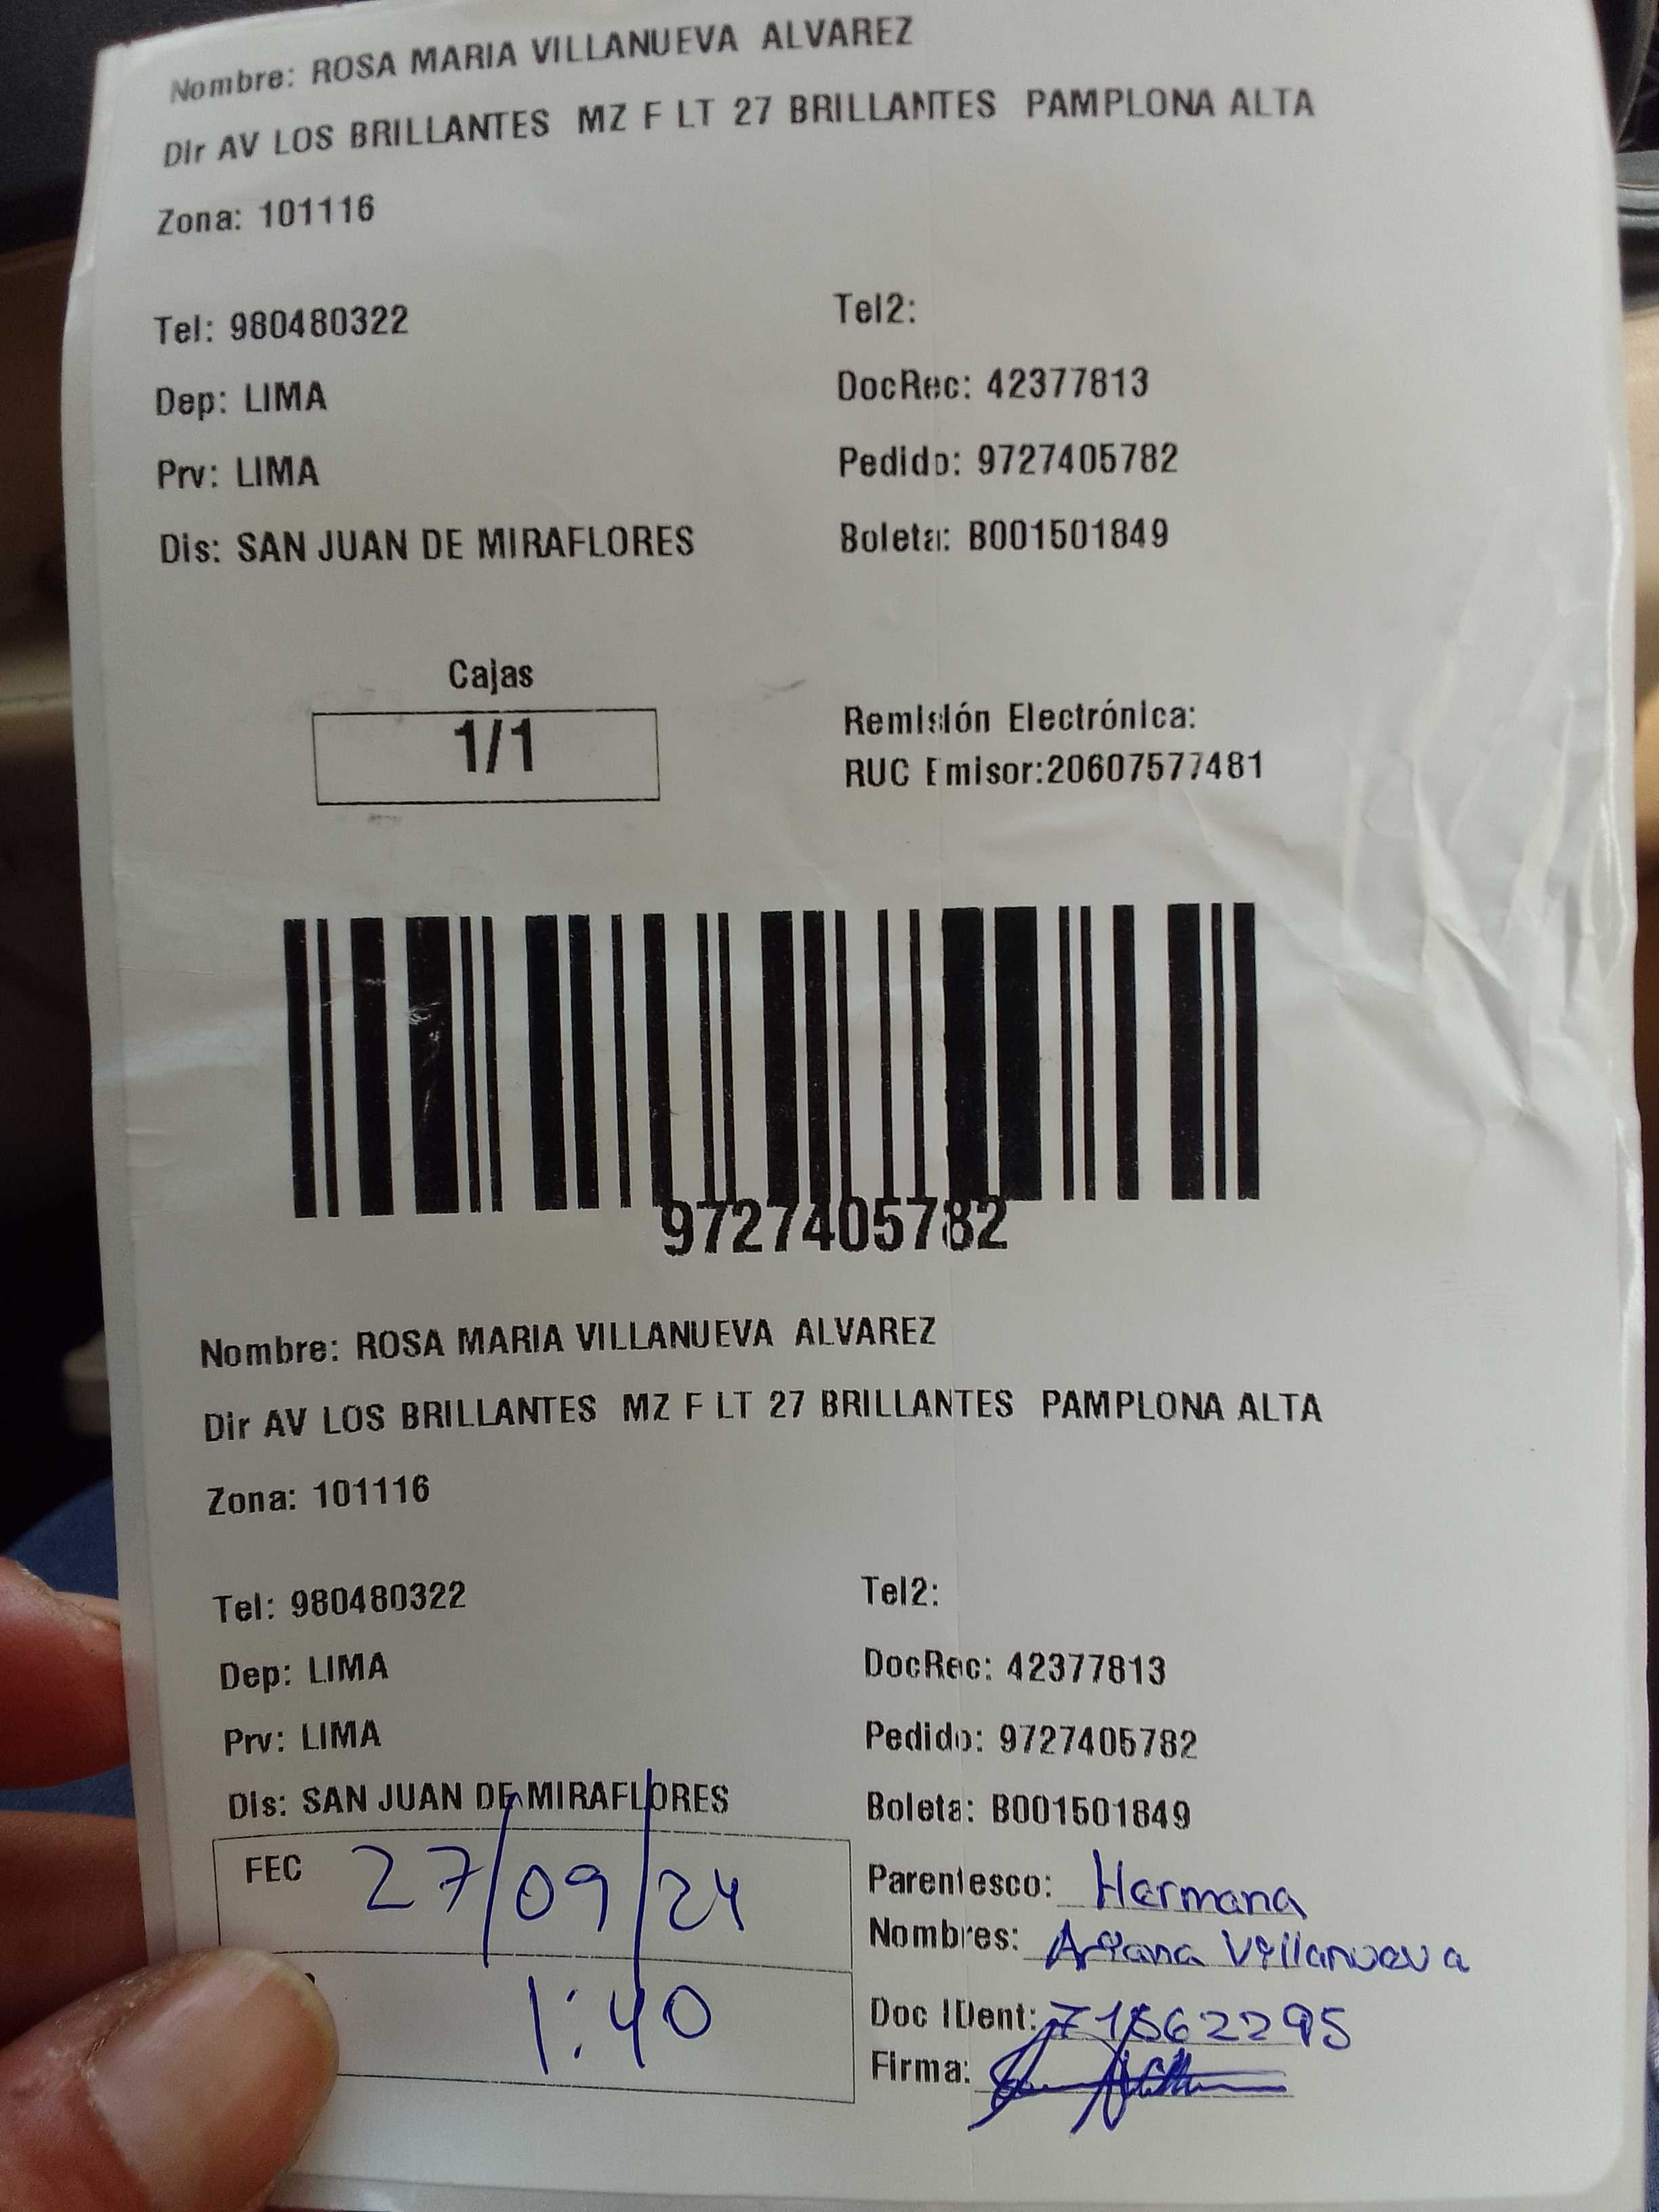 Nombre: ROSA MARIA VILLANUEVA ALVAREZ
Dir AV LOS BRILLANTES MZ F LT 27 BRILLANTES PAMPLONA ALTA
Zona: 101116
Tel: 980480322 Tel2:
Dep: LIMA DocRec: 42377813
Prv: LIMA Pedido: 9727405782
Dis: SAN JUAN DE MIRAFLORES Boleta: B001501849
Cajas
1/1
Remisión Electrónica:
RUC Emisor:20607577481
9727405782
Nombre: ROSA MARIA VILLANUEVA ALVAREZ
Dir AV LOS BRILLANTES MZ F LT 27 BRILLANTES PAMPLONA ALTA
Zona: 101116
Tel: 980480322 Tel2:
Dep: LIMA DocRec: 42377813
Prv: LIMA Pedido: 9727405782
Dis: SAN JUAN DE MIRAFLORES Boleta: B001501849
FEC 27/09/24 Parentesco: Hermana
Nombres: Villanueva
1:40 Doc IDent:
Firma: